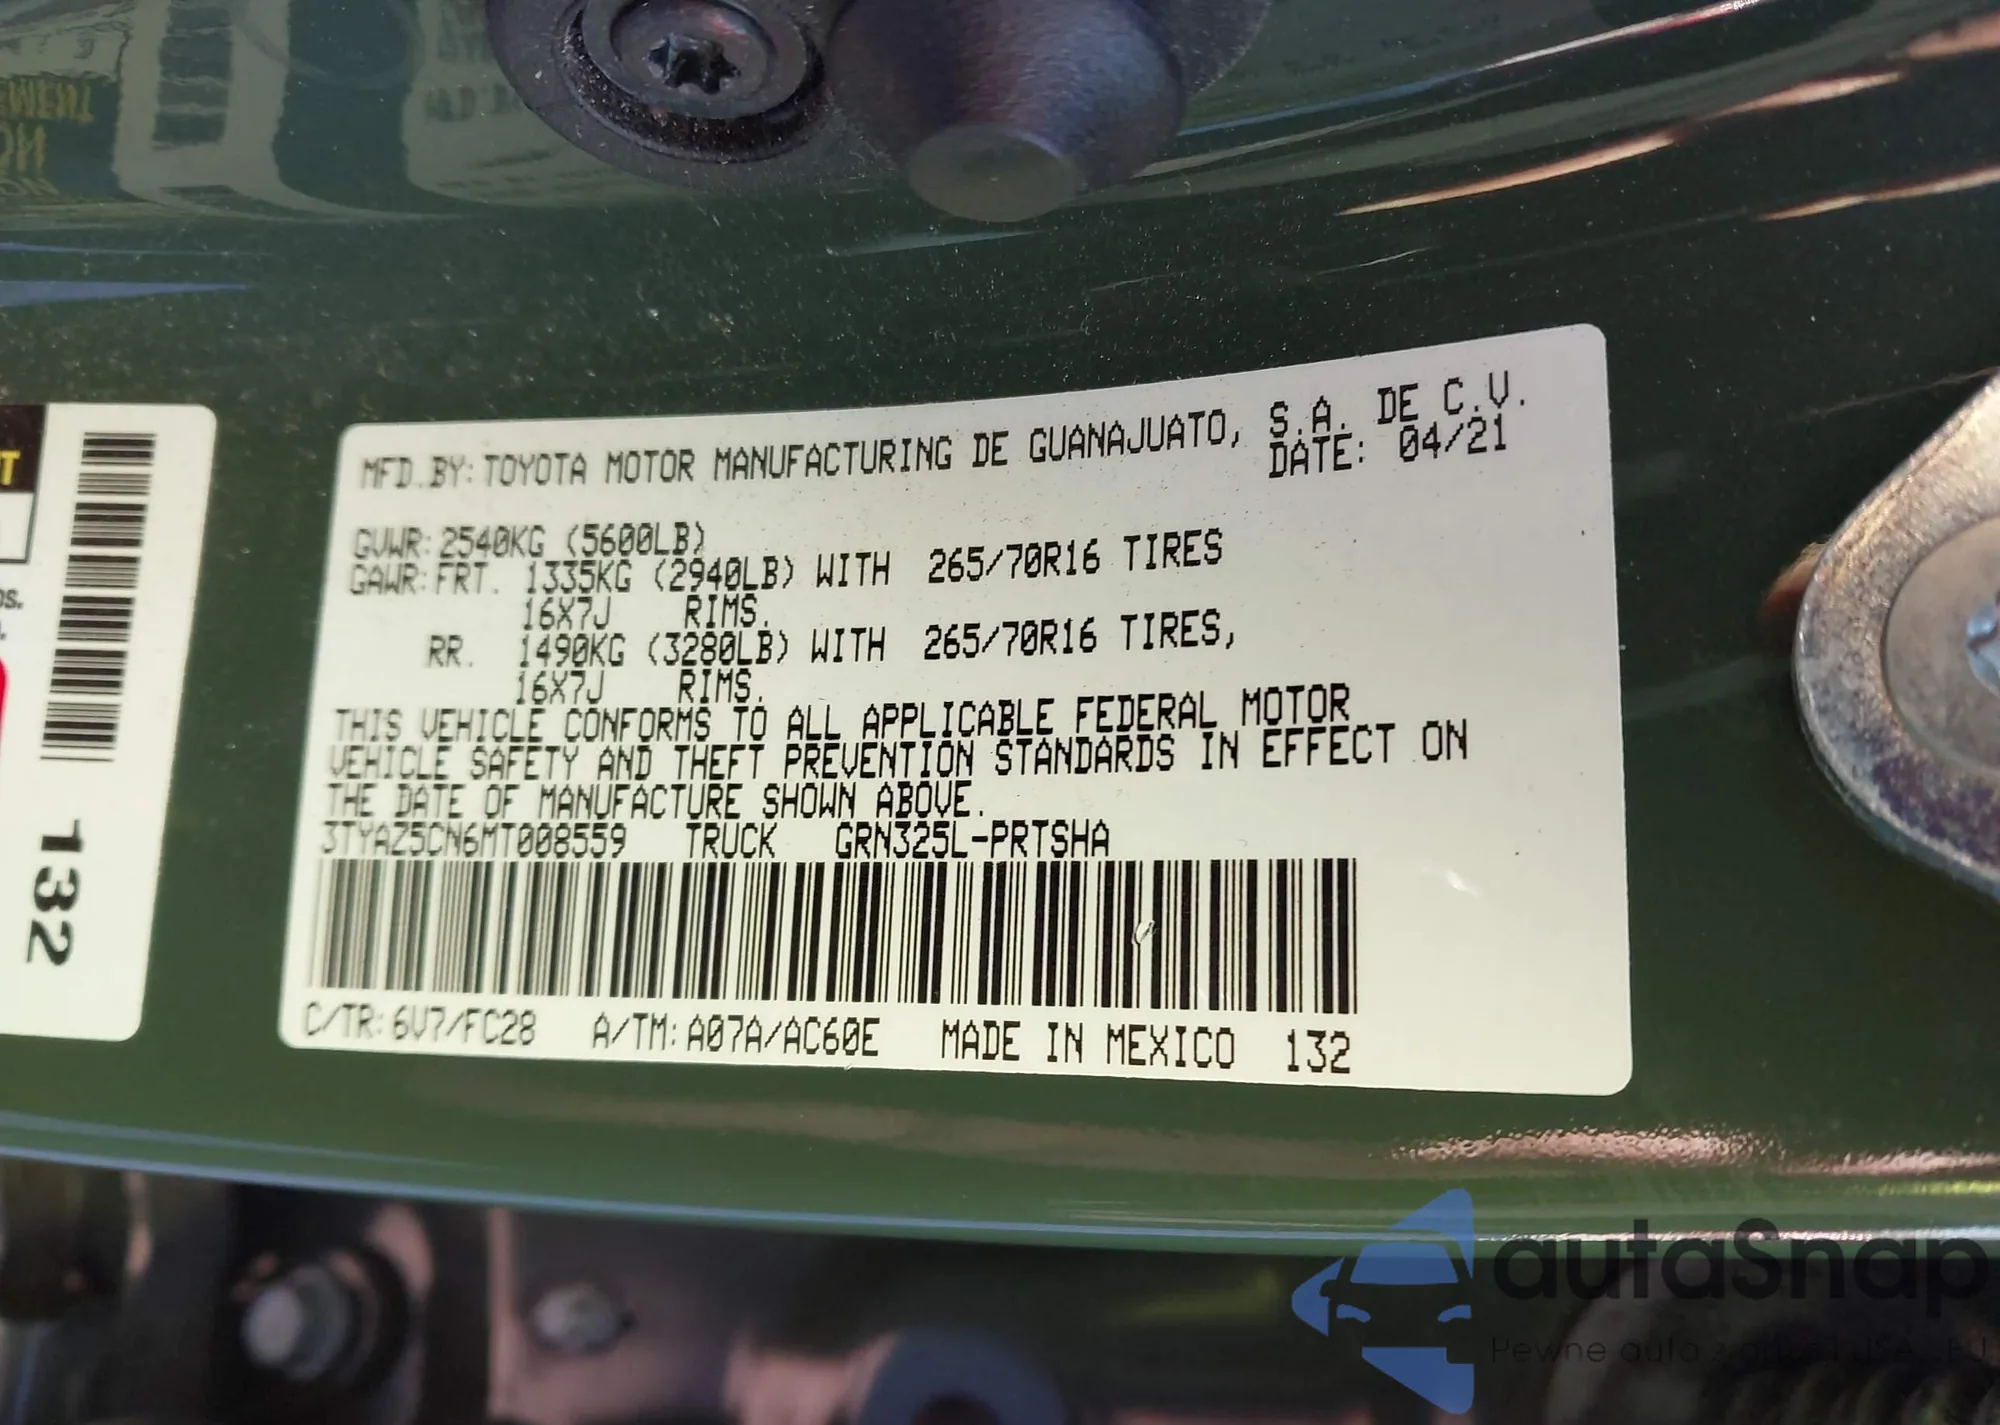 MFD.BY: TOYOTA MOTOR MANUFACTURING DE GUANAJUATO, S.A. DE C.V.
DATE: 04/21
GVWR: 2540KG (5600LB)
GAWR: FRT. 1335KG (2940LB) WITH 265/70R16 TIRES
16X7J RIMS.
RR. 1490KG (3280LB) WITH 265/70R16 TIRES,
16X7J RIMS.
THIS VEHICLE CONFORMS TO ALL APPLICABLE FEDERAL MOTOR
VEHICLE SAFETY AND THEFT PREVENTION STANDARDS IN EFFECT ON
THE DATE OF MANUFACTURE SHOWN ABOVE.
3TYAZ5CN6MT008559 TRUCK GRN325L-PRTSHA
C/TR: 6V7/FC28 A/TM: A07A/AC60E MADE IN MEXICO 132
132
autaSnap
Pewne auta z